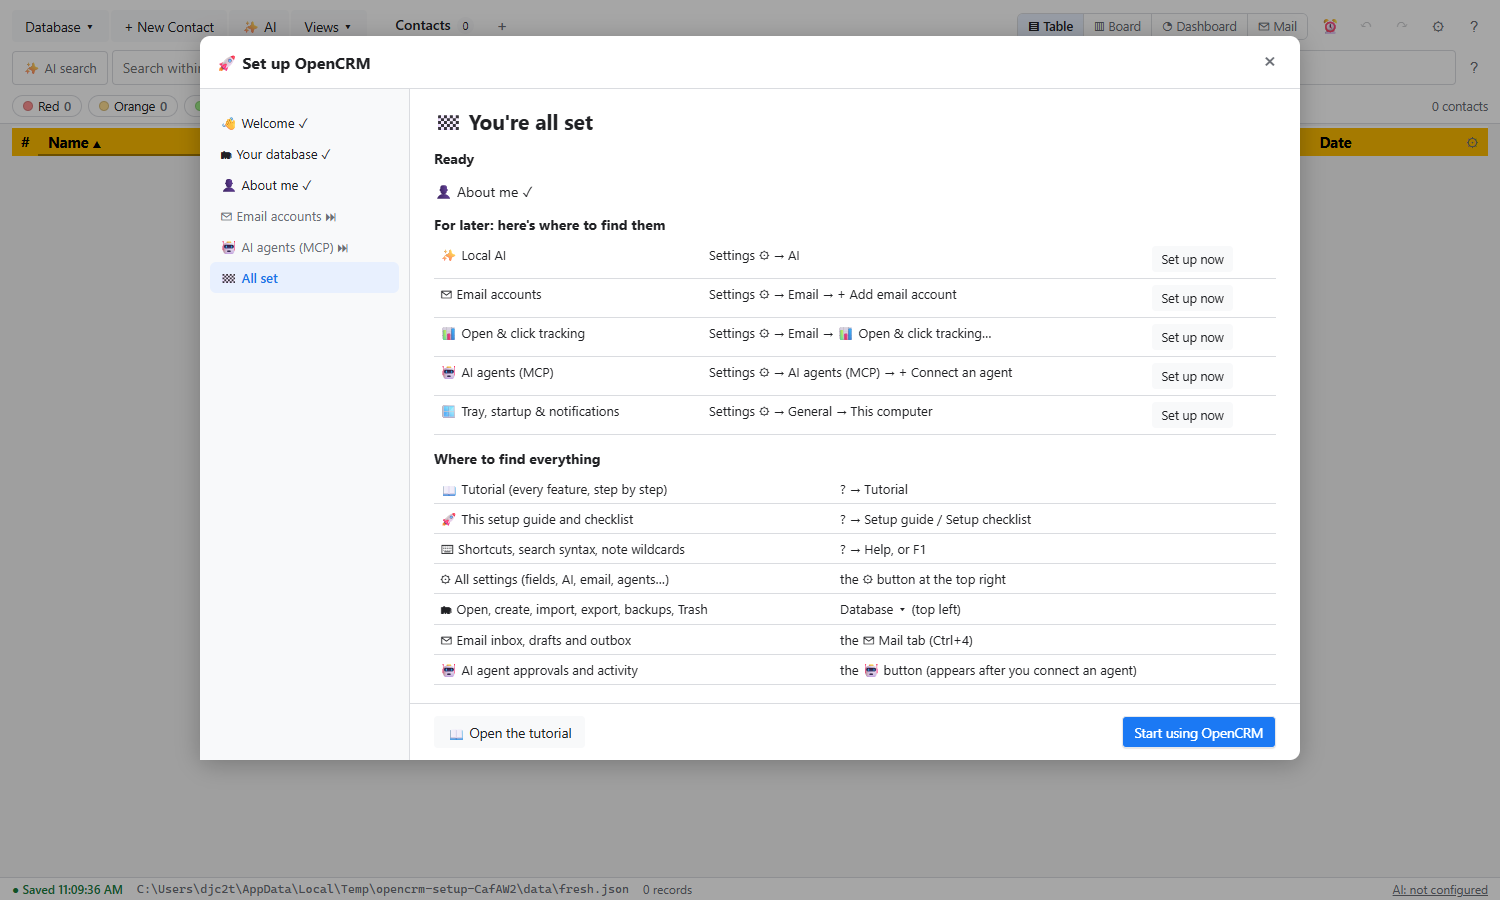 Database ▾ + New Contact ✨ AI Views ▾ Contacts 0 + Table Board Dashboard Mail ?
AI search Search within ?
Red 0 Orange 0 0 contacts
# Name ▲ Date
🚀 Set up OpenCRM ×
Welcome ✓
Your database ✓
About me ✓
Email accounts ⏭
AI agents (MCP) ⏭
All set
You're all set
Ready
About me ✓
For later: here's where to find them
Local AI Settings ⚙ → AI Set up now
Email accounts Settings ⚙ → Email → + Add email account Set up now
Open & click tracking Settings ⚙ → Email → 📊 Open & click tracking... Set up now
AI agents (MCP) Settings ⚙ → AI agents (MCP) → + Connect an agent Set up now
Tray, startup & notifications Settings ⚙ → General → This computer Set up now
Where to find everything
Tutorial (every feature, step by step) ? → Tutorial
This setup guide and checklist ? → Setup guide / Setup checklist
Shortcuts, search syntax, note wildcards ? → Help, or F1
All settings (fields, AI, email, agents...) the ⚙ button at the top right
Open, create, import, export, backups, Trash Database ▾ (top left)
Email inbox, drafts and outbox the ✉ Mail tab (Ctrl+4)
AI agent approvals and activity the 🤖 button (appears after you connect an agent)
Open the tutorial Start using OpenCRM
● Saved 11:09:36 AM C:\Users\djc2t\AppData\Local\Temp\opencrm-setup-CafAW2\data\fresh.json 0 records AI: not configured